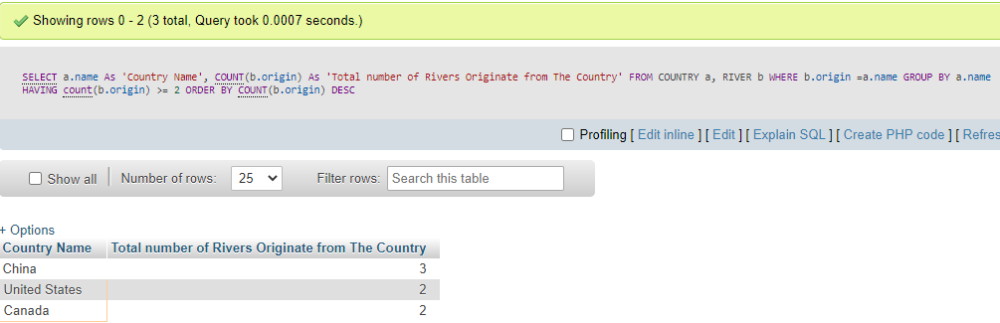 Showing rows 0 - 2 (3 total, Query took 0.0007 seconds.)
SELECT a.name As 'Country Name', COUNT(b.origin) As 'Total number of Rivers Originate from The Country' FROM COUNTRY a, RIVER b WHERE b.origin =a.name GROUP BY a.name
HAVING count(b.origin) >= 2 ORDER BY COUNT(b.origin) DESC
Profiling [ Edit inline ] [ Edit ] [ Explain SQL ] [ Create PHP code ] [ Refres
Show all Number of rows: 25 Filter rows: Search this table
+ Options
Country Name Total number of Rivers Originate from The Country
China 3
United States 2
Canada 2